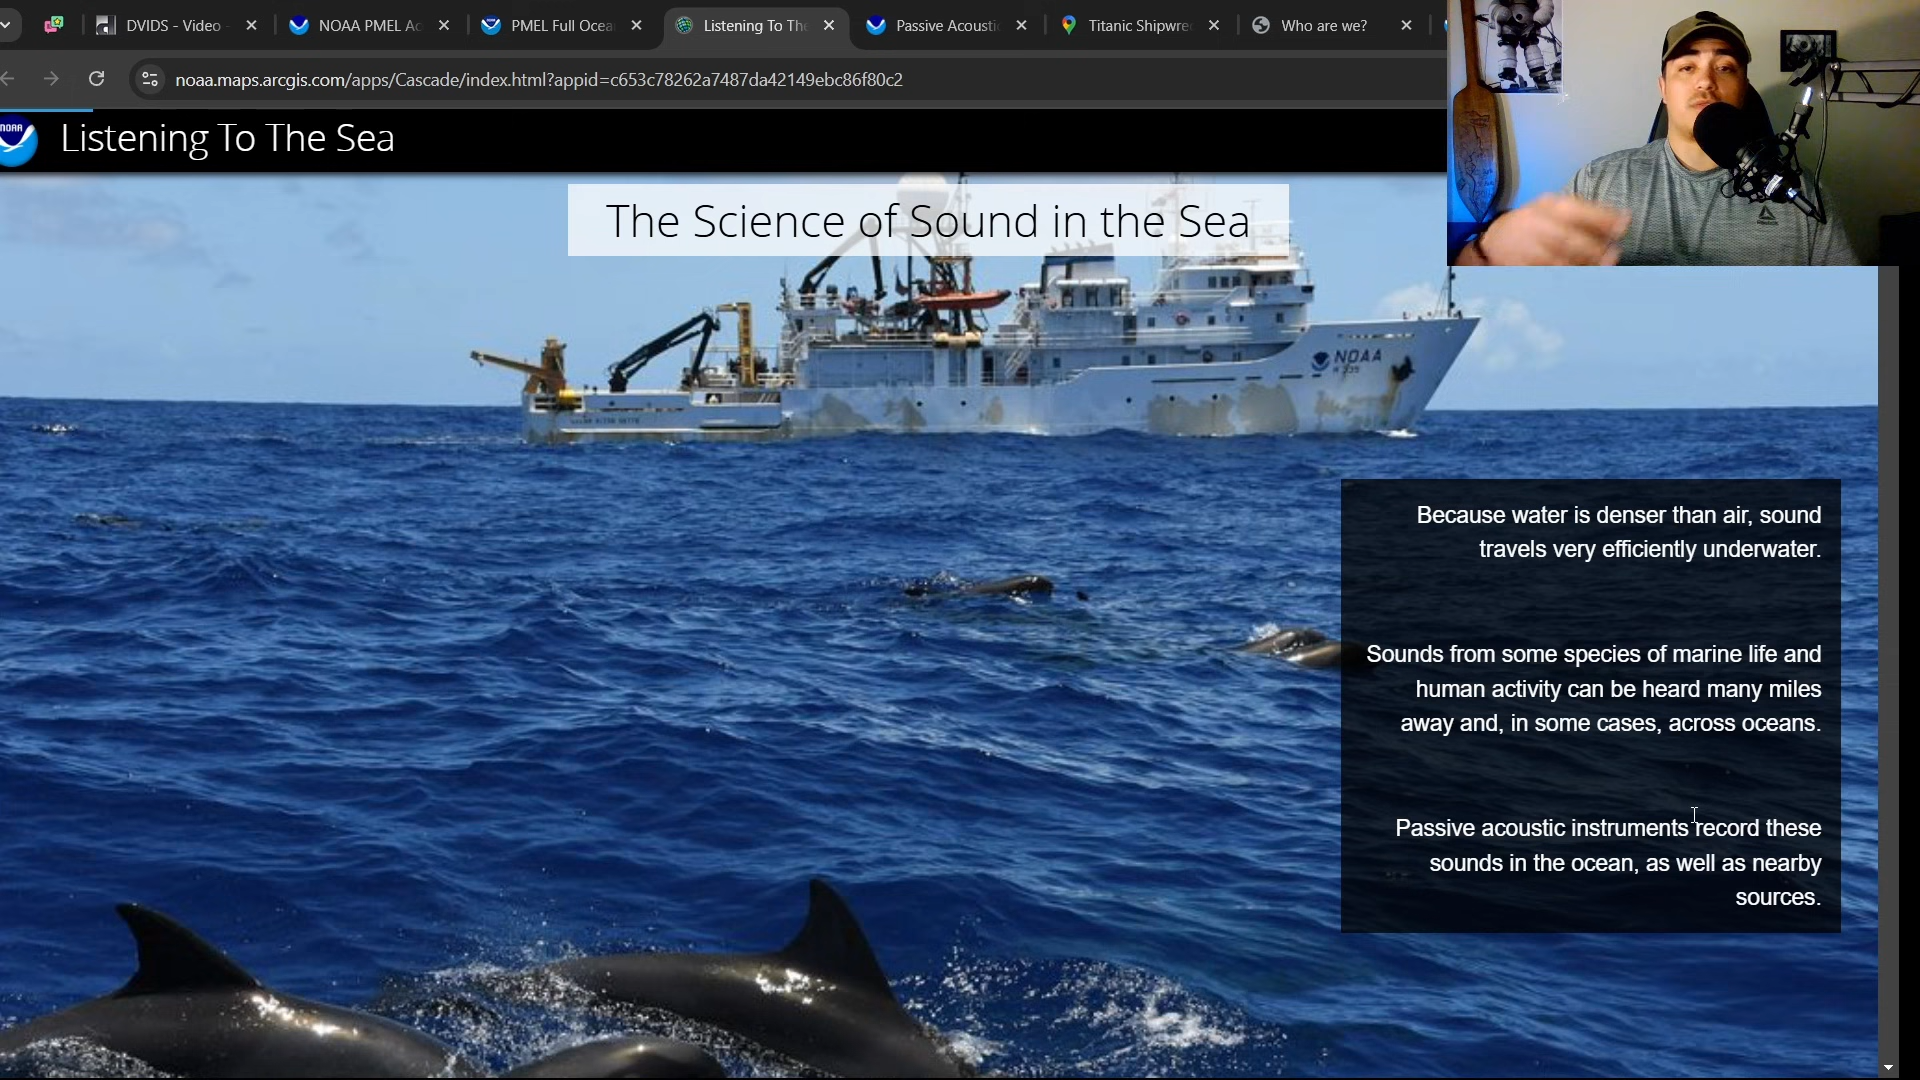 DVIDS - Video
NOAA PMEL Ac
PMEL Full Ocea
Listening To The
Passive Acousti
Titanic Shipwre
Who are we?
noaa.maps.arcgis.com/apps/Cascade/index.html?appid=c653c78262a7487da42149ebc86f80c2
NOAA
Listening To The Sea
The Science of Sound in the Sea
NOAA
Because water is denser than air, sound
travels very efficiently underwater.
Sounds from some species of marine life and
human activity can be heard many miles
away and, in some cases, across oceans.
Passive acoustic instruments record these
sounds in the ocean, as well as nearby
sources.